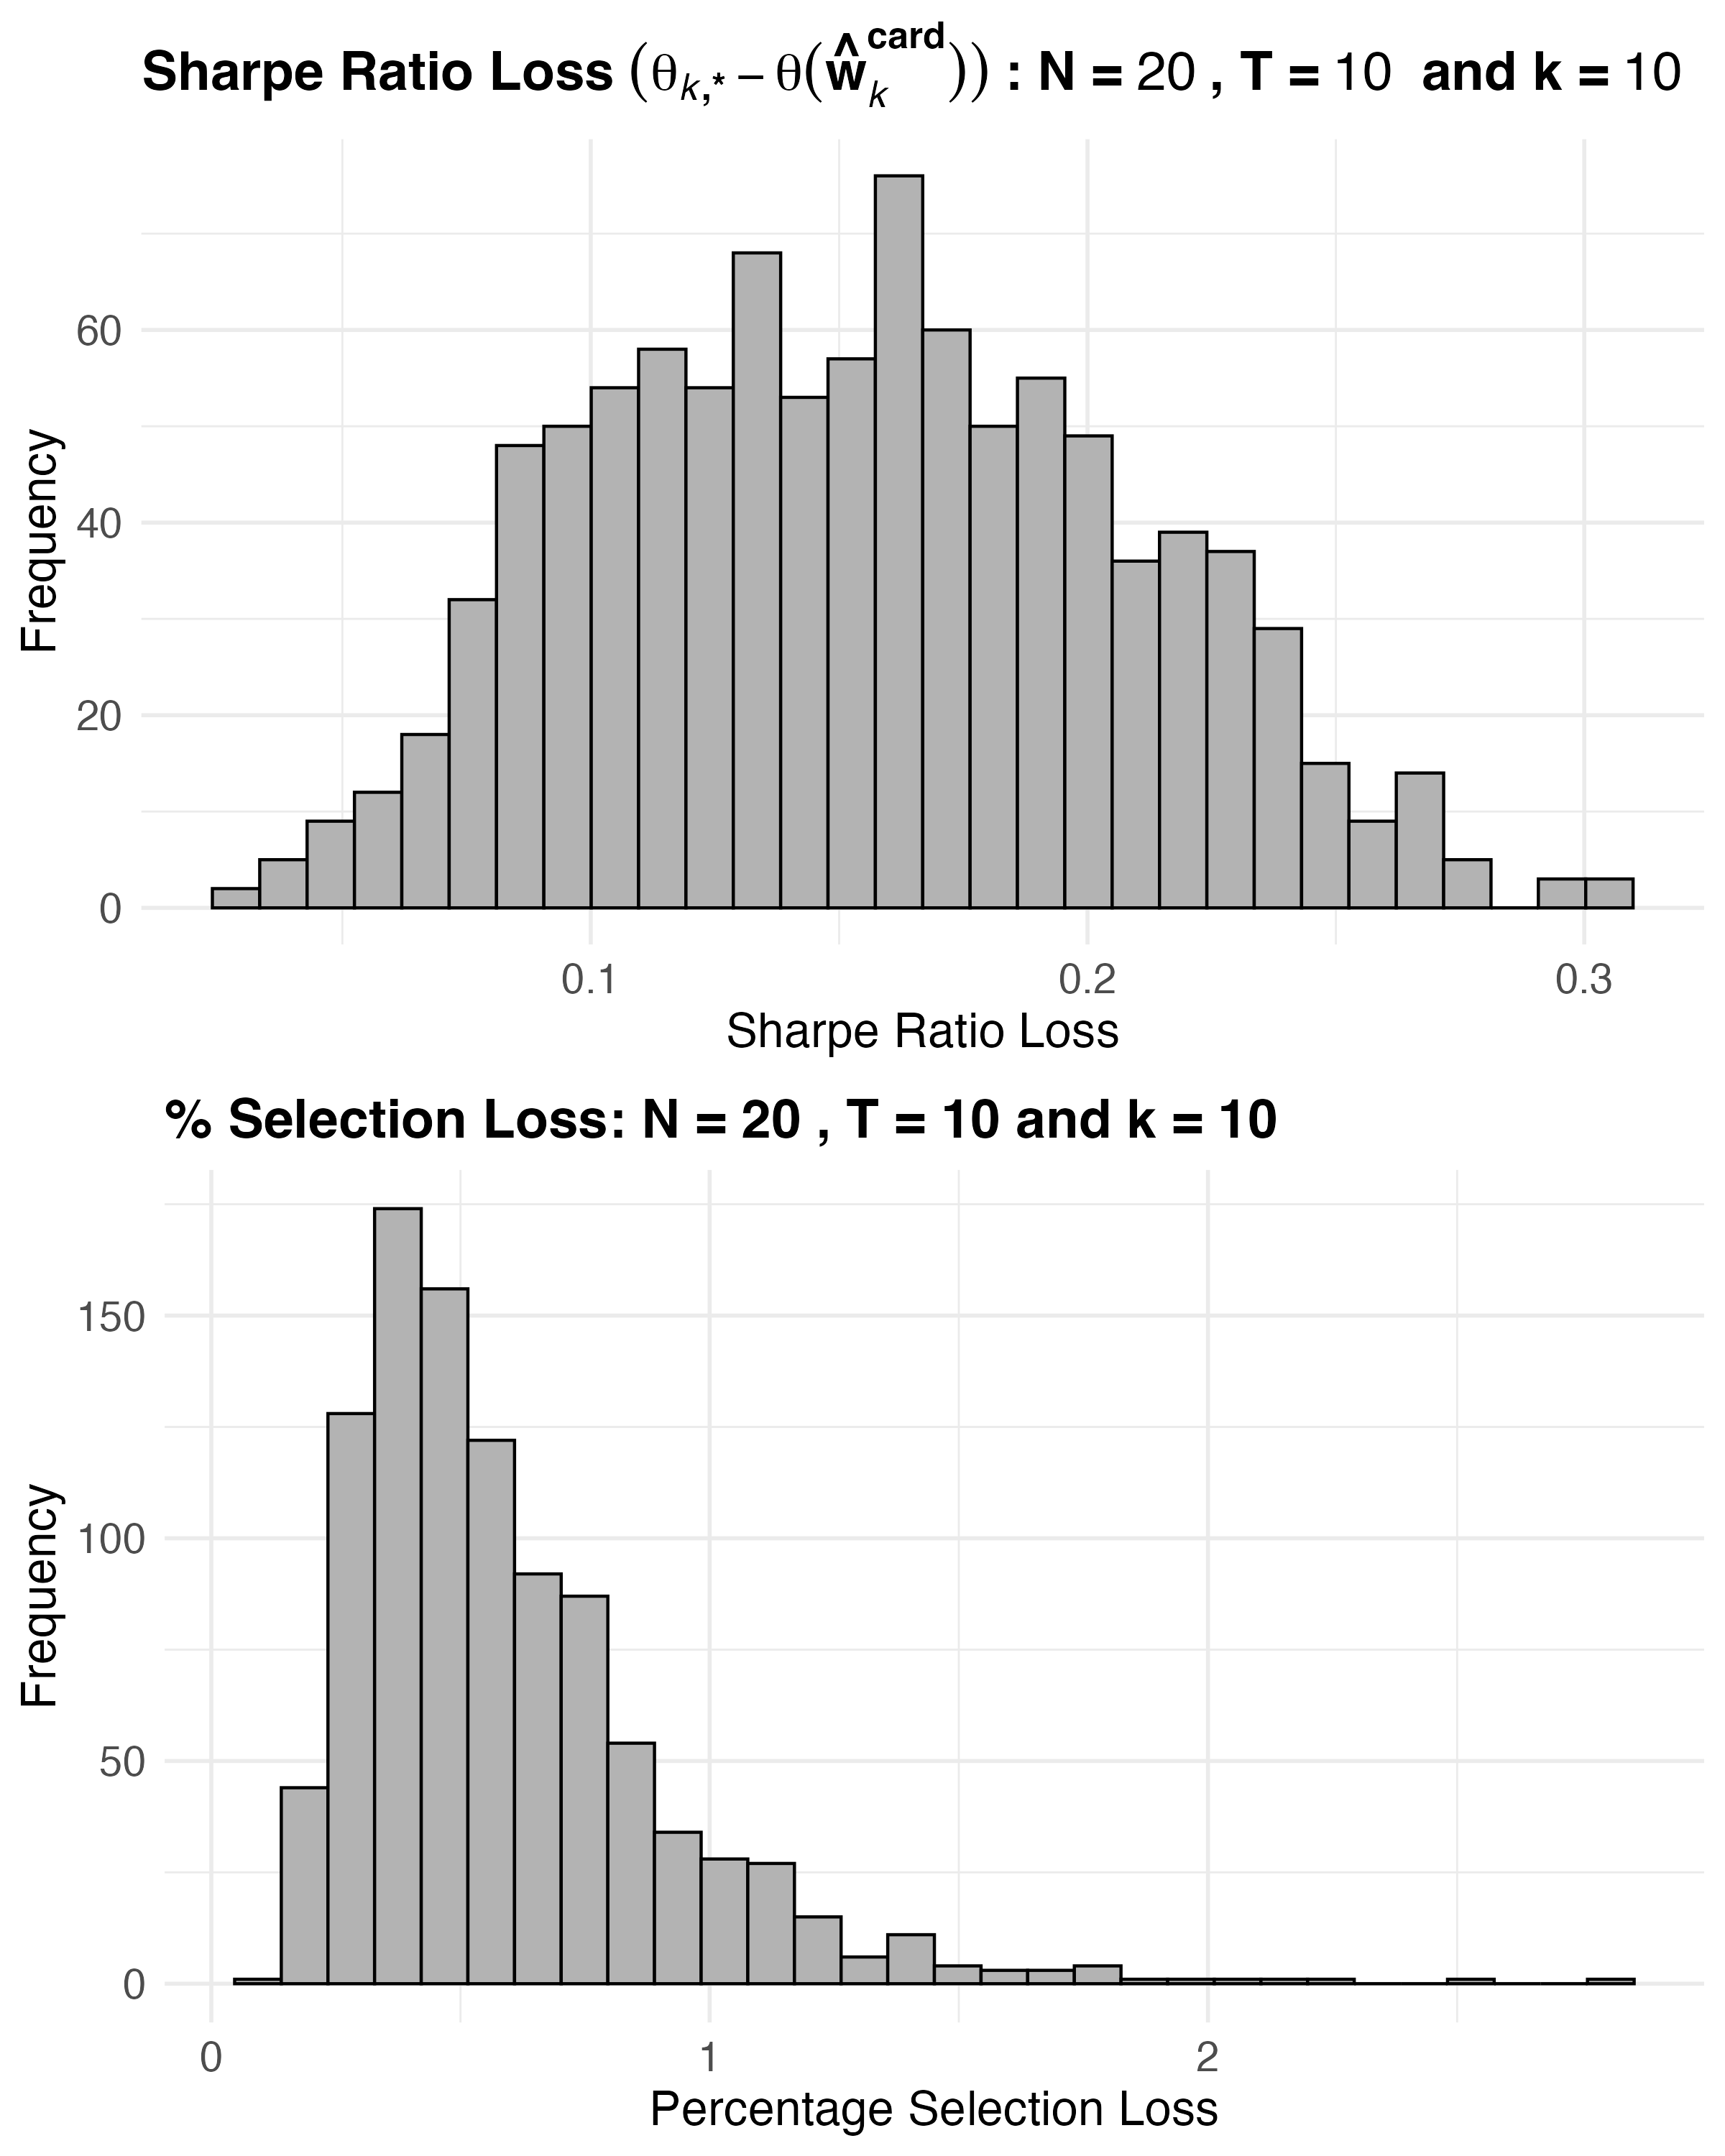 Sharpe Ratio Loss (θk,* − θ(ŵkcard)) : N = 20 , T = 10 and k = 10
60
40
20
0
Frequency
0.1 0.2 0.3
Sharpe Ratio Loss
% Selection Loss: N = 20 , T = 10 and k = 10
150
100
50
0
Frequency
0 1 2
Percentage Selection Loss